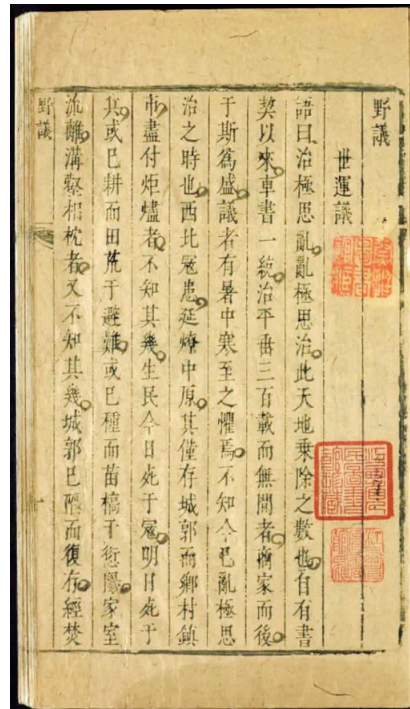 野議
世運議
語曰治極思亂亂極思治此天地乘除之數也自有書
契以來車書一統治平垂三百載而無間者商家而後
于斯為盛議者有暑中寒至之懼焉不知今已亂極思
治之時也西北寇患延燎中原其僅存城郭而鄉村鎮
市盡付炬燼者不知其幾生民今日死于寇明日死于
兵或已耕而田荒于避難或已種而苗槁于愆陽家室
流離溝壑相枕者又不知其幾城郭已陷而復存經焚
野議